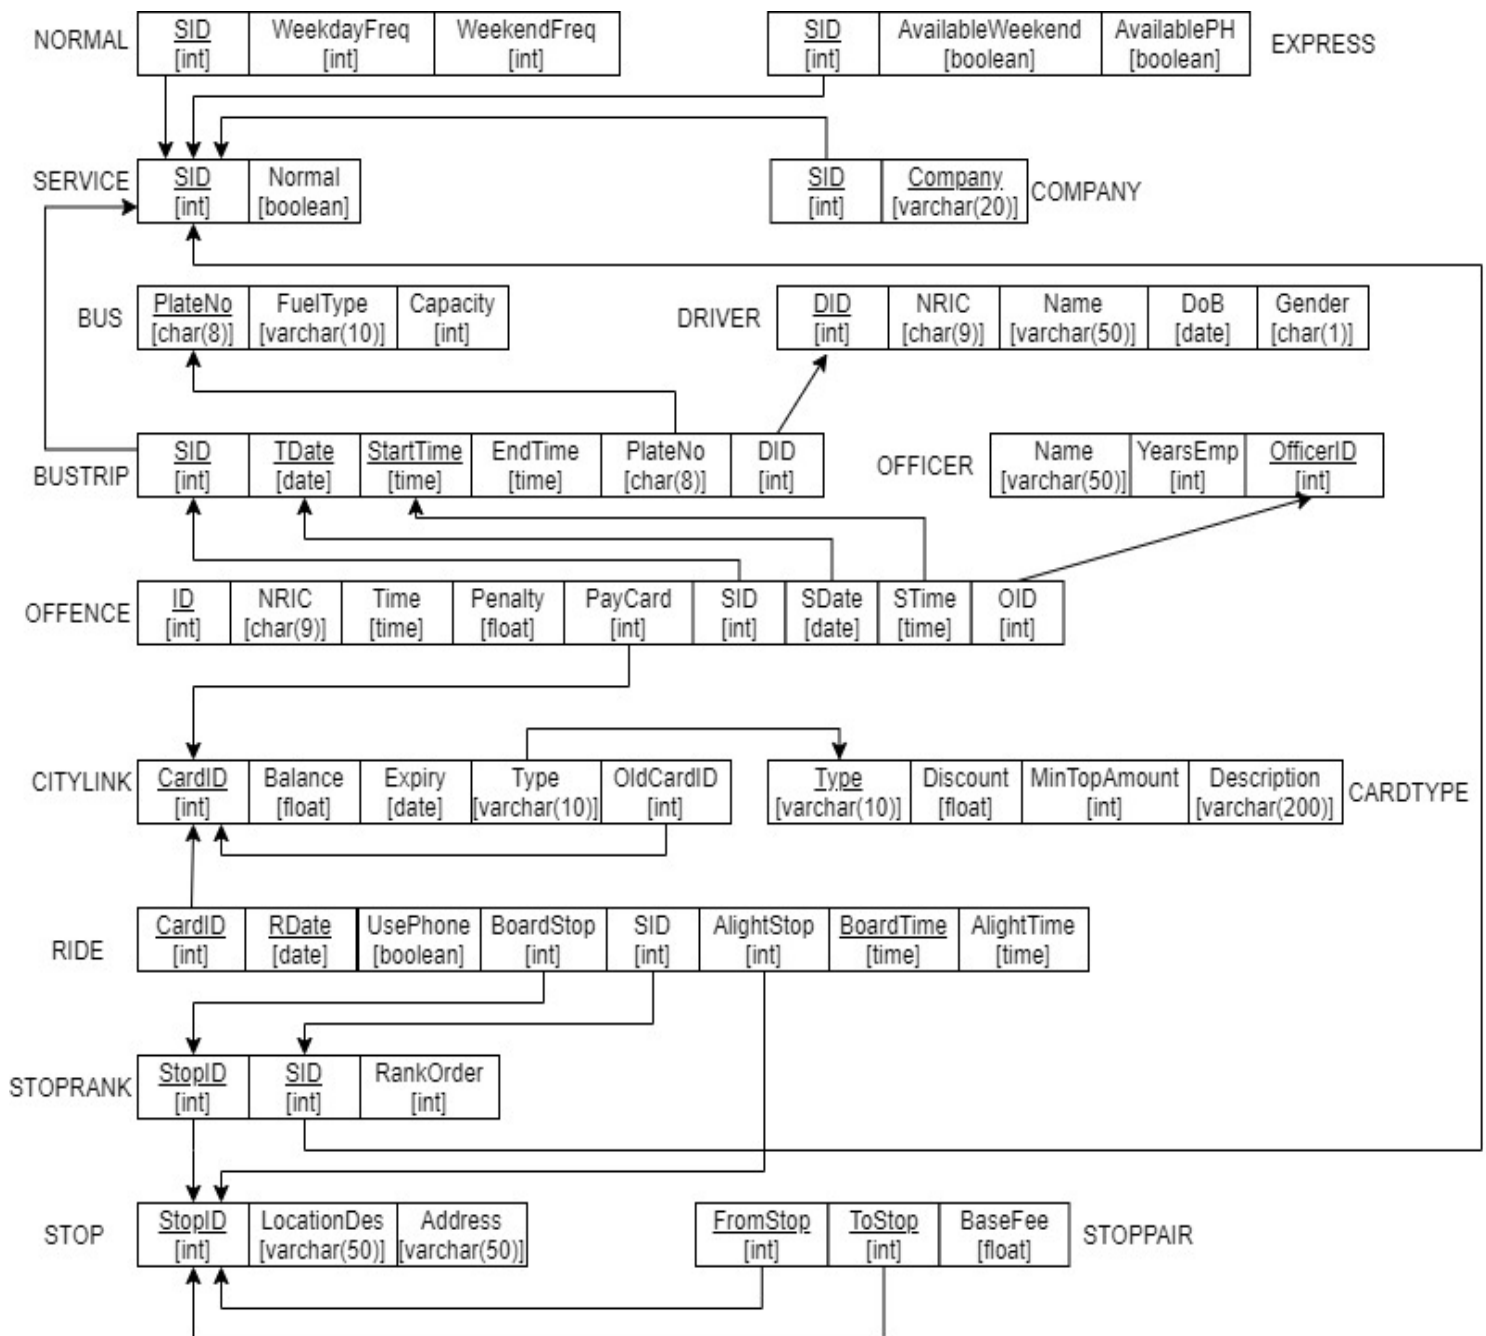 NORMAL SID WeekdayFreq WeekendFreq SID AvailableWeekend AvailablePH EXPRESS
[int] [int] [int] [int] [boolean] [boolean]
SERVICE SID Normal SID Company COMPANY
[int] [boolean] [int] [varchar(20)]
BUS PlateNo FuelType Capacity DRIVER DID NRIC Name DoB Gender
[char(8)] [varchar(10)] [int] [int] [char(9)] [varchar(50)] [date] [char(1)]
BUSTRIP SID TDate StartTime EndTime PlateNo DID OFFICER Name YearsEmp OfficerID
[int] [date] [time] [time] [char(8)] [int] [varchar(50)] [int] [int]
OFFENCE ID NRIC Time Penalty PayCard SID SDate STime OID
[int] [char(9)] [time] [float] [int] [int] [date] [time] [int]
CITYLINK CardID Balance Expiry Type OldCardID Type Discount MinTopAmount Description CARDTYPE
[int] [float] [date] [varchar(10)] [int] [varchar(10)] [float] [int] [varchar(200)]
RIDE CardID RDate UsePhone BoardStop SID AlightStop BoardTime AlightTime
[int] [date] [boolean] [int] [int] [int] [time] [time]
STOPRANK StopID SID RankOrder
[int] [int] [int]
STOP StopID LocationDes Address FromStop ToStop BaseFee STOPPAIR
[int] [varchar(50)] [varchar(50)] [int] [int] [float]